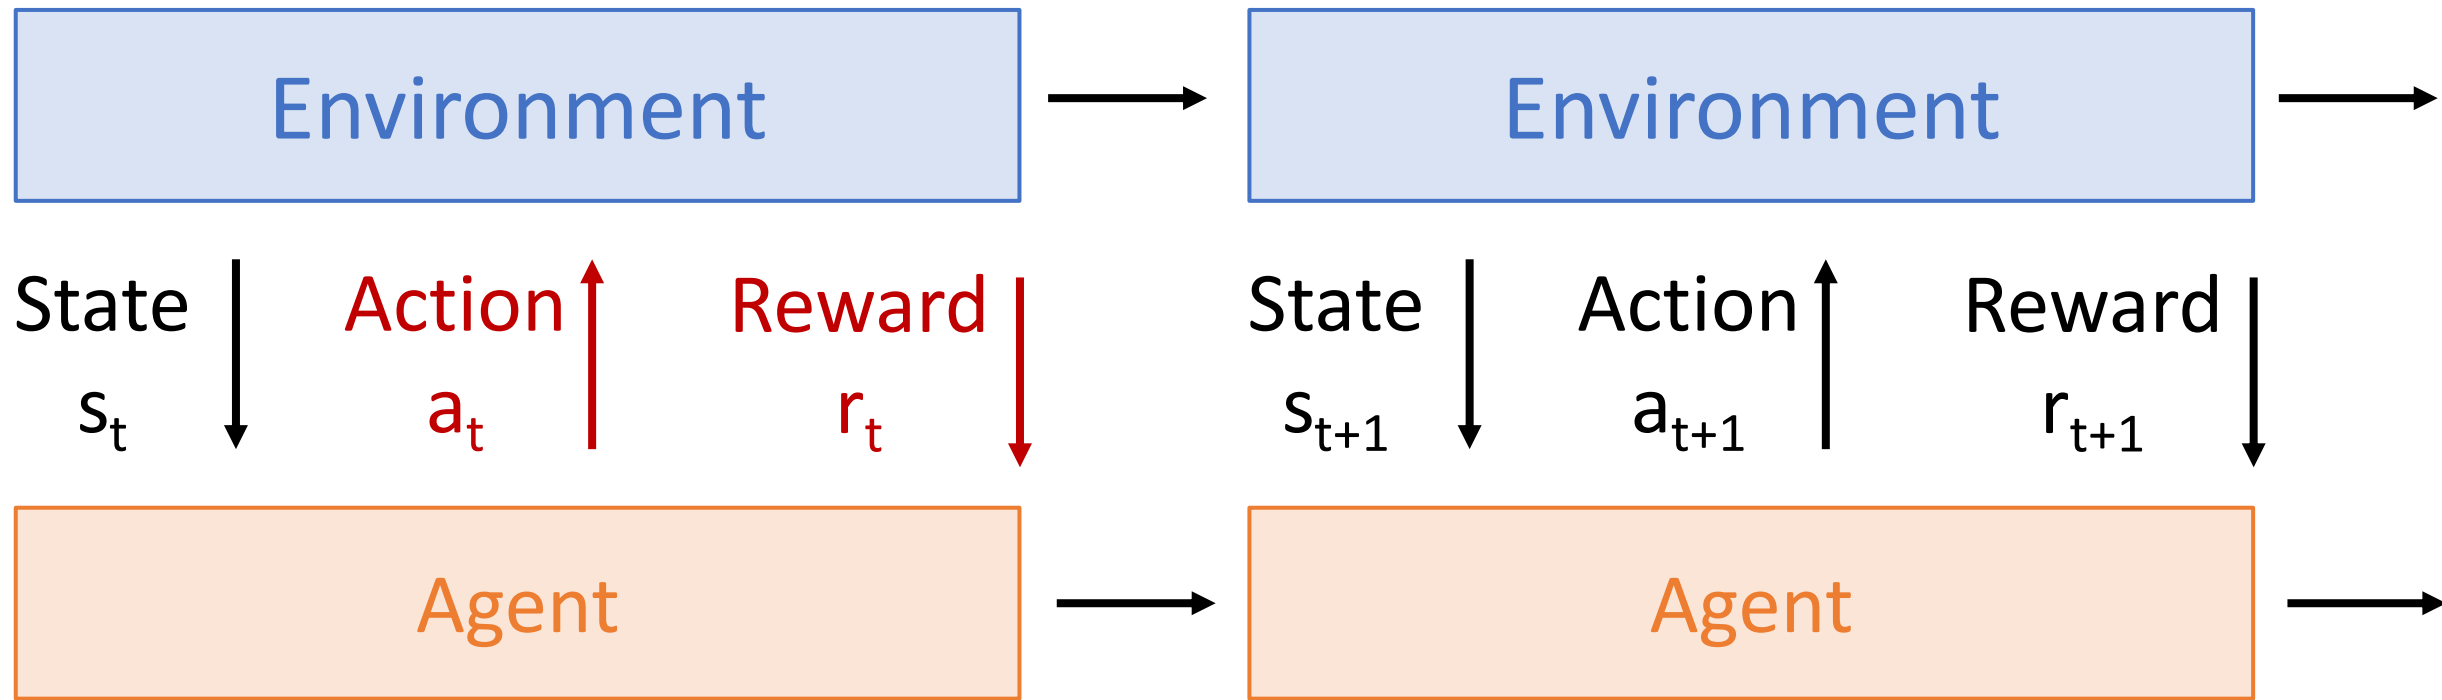 Environment
Environment
State
Action
Reward
State
Action
Reward
sₜ
aₜ
rₜ
sₜ₊₁
aₜ₊₁
rₜ₊₁
Agent
Agent